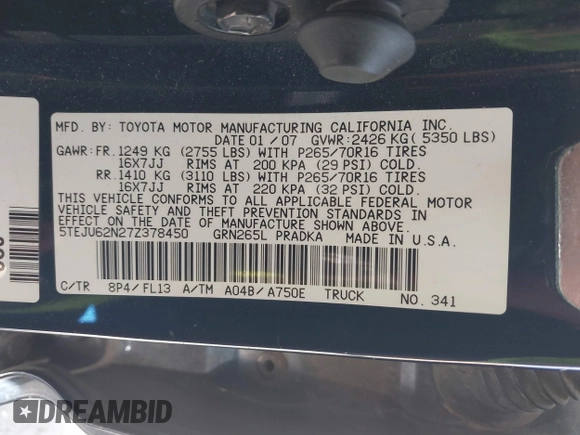 MFD. BY: TOYOTA MOTOR MANUFACTURING CALIFORNIA INC.
DATE 01/07 GVWR:2426 KG( 5350 LBS)
GAWR:FR.1249 KG (2755 LBS) WITH P265/70R16 TIRES
16X7JJ RIMS AT 200 KPA (29 PSI) COLD.
RR.1410 KG (3110 LBS) WITH P265/70R16 TIRES
16X7JJ RIMS AT 220 KPA (32 PSI) COLD.
THIS VEHICLE CONFORMS TO ALL APPLICABLE FEDERAL MOTOR
VEHICLE SAFETY AND THEFT PREVENTION STANDARDS IN
EFFECT ON THE DATE OF MANUFACTURE SHOWN ABOVE.
5TEJU62N27Z378450 GRN265L PRADKA MADE IN U.S.A.
C/TR 8P4/FL13 A/TM A04B/A750E TRUCK NO. 341
DREAMBID